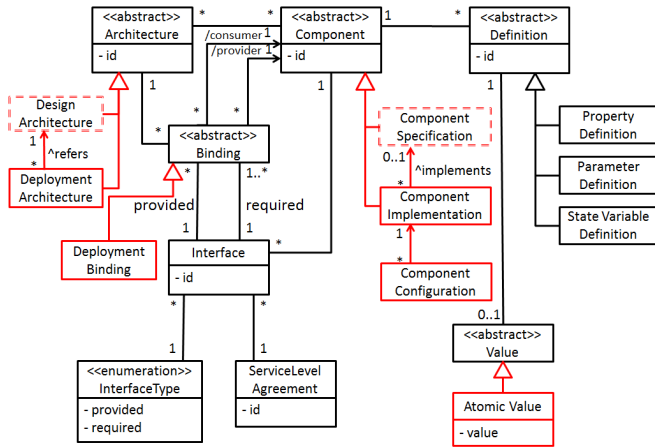 <<abstract>>
Architecture
- id
*
*
<<abstract>>
Component
- id
1
*
<<abstract>>
Definition
- id
/consumer
1
/provider
1
1
1
1
Design
Architecture
1
^refers
*
Deployment
Architecture
*
*
*
<<abstract>>
Binding
*
1..*
provided
required
1
1
Deployment
Binding
Interface
- id
*
*
*
1
1
<<enumeration>>
InterfaceType
- provided
- required
ServiceLevel
Agreement
- id
Component
Specification
0..1
^implements
*
Component
Implementation
1
*
Component
Configuration
Property
Definition
Parameter
Definition
State Variable
Definition
0..1
<<abstract>>
Value
Atomic Value
- value